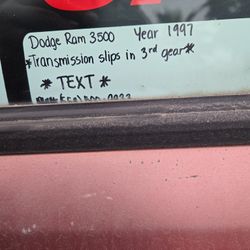 Dodge Ram 3500 Year 1997
*Transmission slips in 3rd gear*
* TEXT *